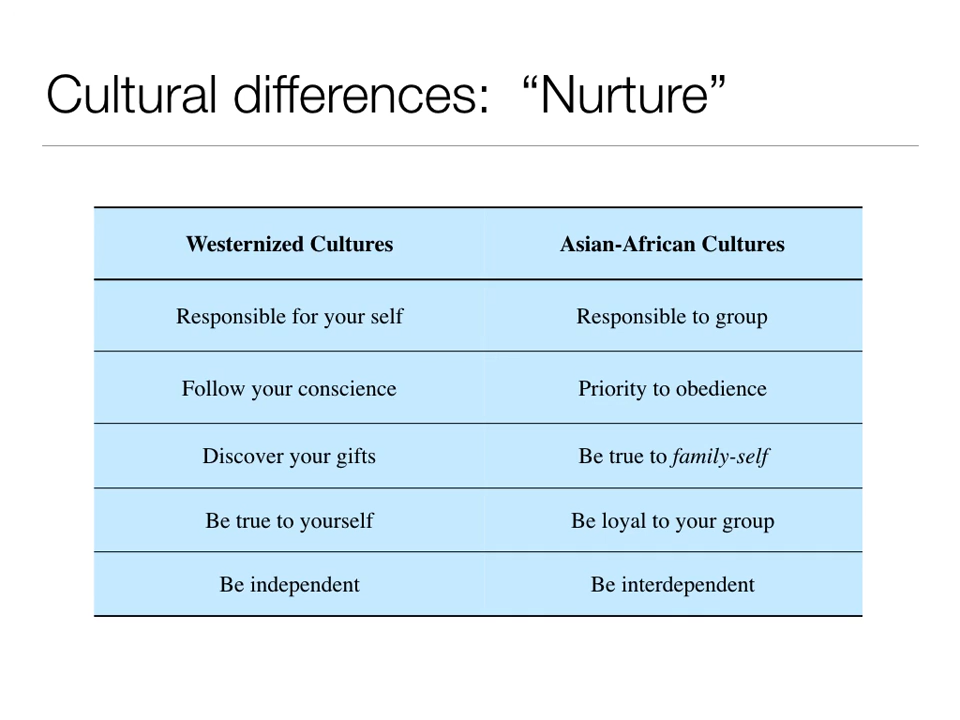 Cultural differences:  “Nurture”
Westernized Cultures Asian-African Cultures
Responsible for your self Responsible to group
Follow your conscience Priority to obedience
Discover your gifts Be true to family-self
Be true to yourself Be loyal to your group
Be independent Be interdependent